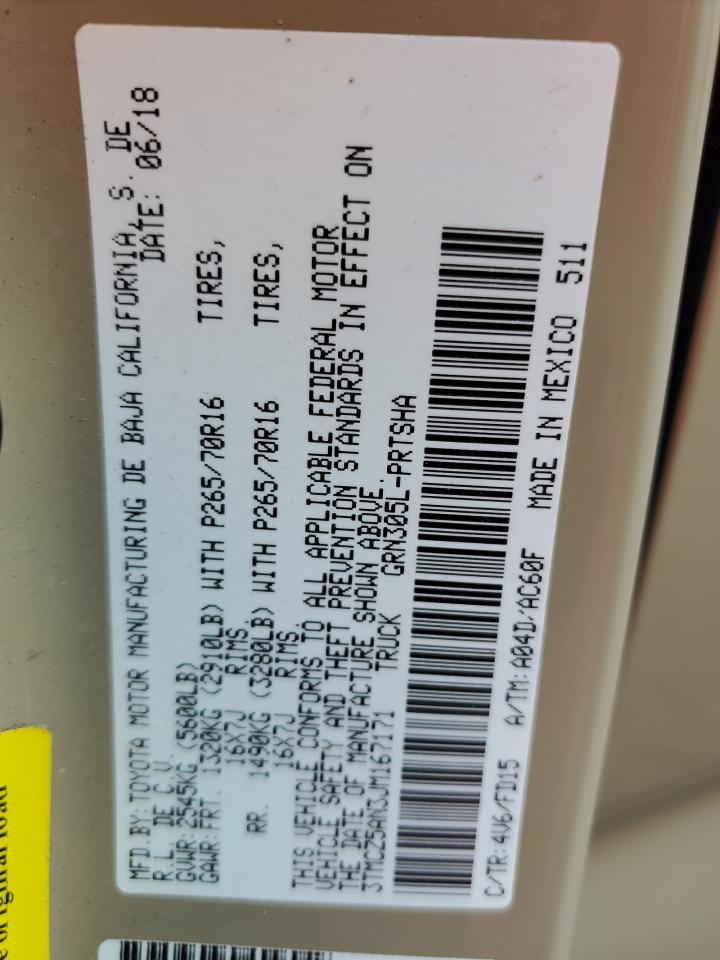 MFD.BY: TOYOTA MOTOR MANUFACTURING DE BAJA CALIFORNIA, S. DE
R L. DE C.V. DATE: 06/18
GVWR: 2545KG (5600LB)
GAWR: FRT. 1320KG (2910LB) WITH P265/70R16 TIRES,
16X7J RIMS.
RR. 1490KG (3280LB) WITH P265/70R16 TIRES,
16X7J RIMS.
THIS VEHICLE CONFORMS TO ALL APPLICABLE FEDERAL MOTOR
VEHICLE SAFETY AND THEFT PREVENTION STANDARDS IN EFFECT ON
THE DATE OF MANUFACTURE SHOWN ABOVE.
3TMCZ5AN3JM167171 TRUCK GRN305L-PRTSHA
C/TR: 4V6/FD15 A/TM: A04D/AC60F MADE IN MEXICO 511
original load